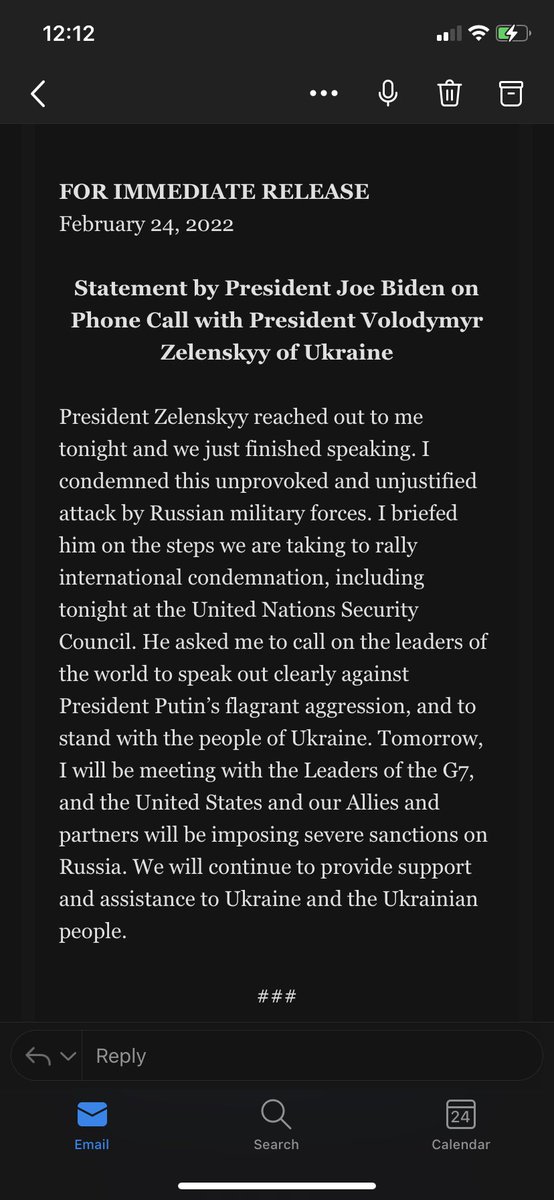 12:12
FOR IMMEDIATE RELEASE
February 24, 2022
Statement by President Joe Biden on
Phone Call with President Volodymyr
Zelenskyy of Ukraine
President Zelenskyy reached out to me
tonight and we just finished speaking. I
condemned this unprovoked and unjustified
attack by Russian military forces. I briefed
him on the steps we are taking to rally
international condemnation, including
tonight at the United Nations Security
Council. He asked me to call on the leaders of
the world to speak out clearly against
President Putin’s flagrant aggression, and to
stand with the people of Ukraine. Tomorrow,
I will be meeting with the Leaders of the G7,
and the United States and our Allies and
partners will be imposing severe sanctions on
Russia. We will continue to provide support
and assistance to Ukraine and the Ukrainian
people.
###
Reply
24
Email Search Calendar